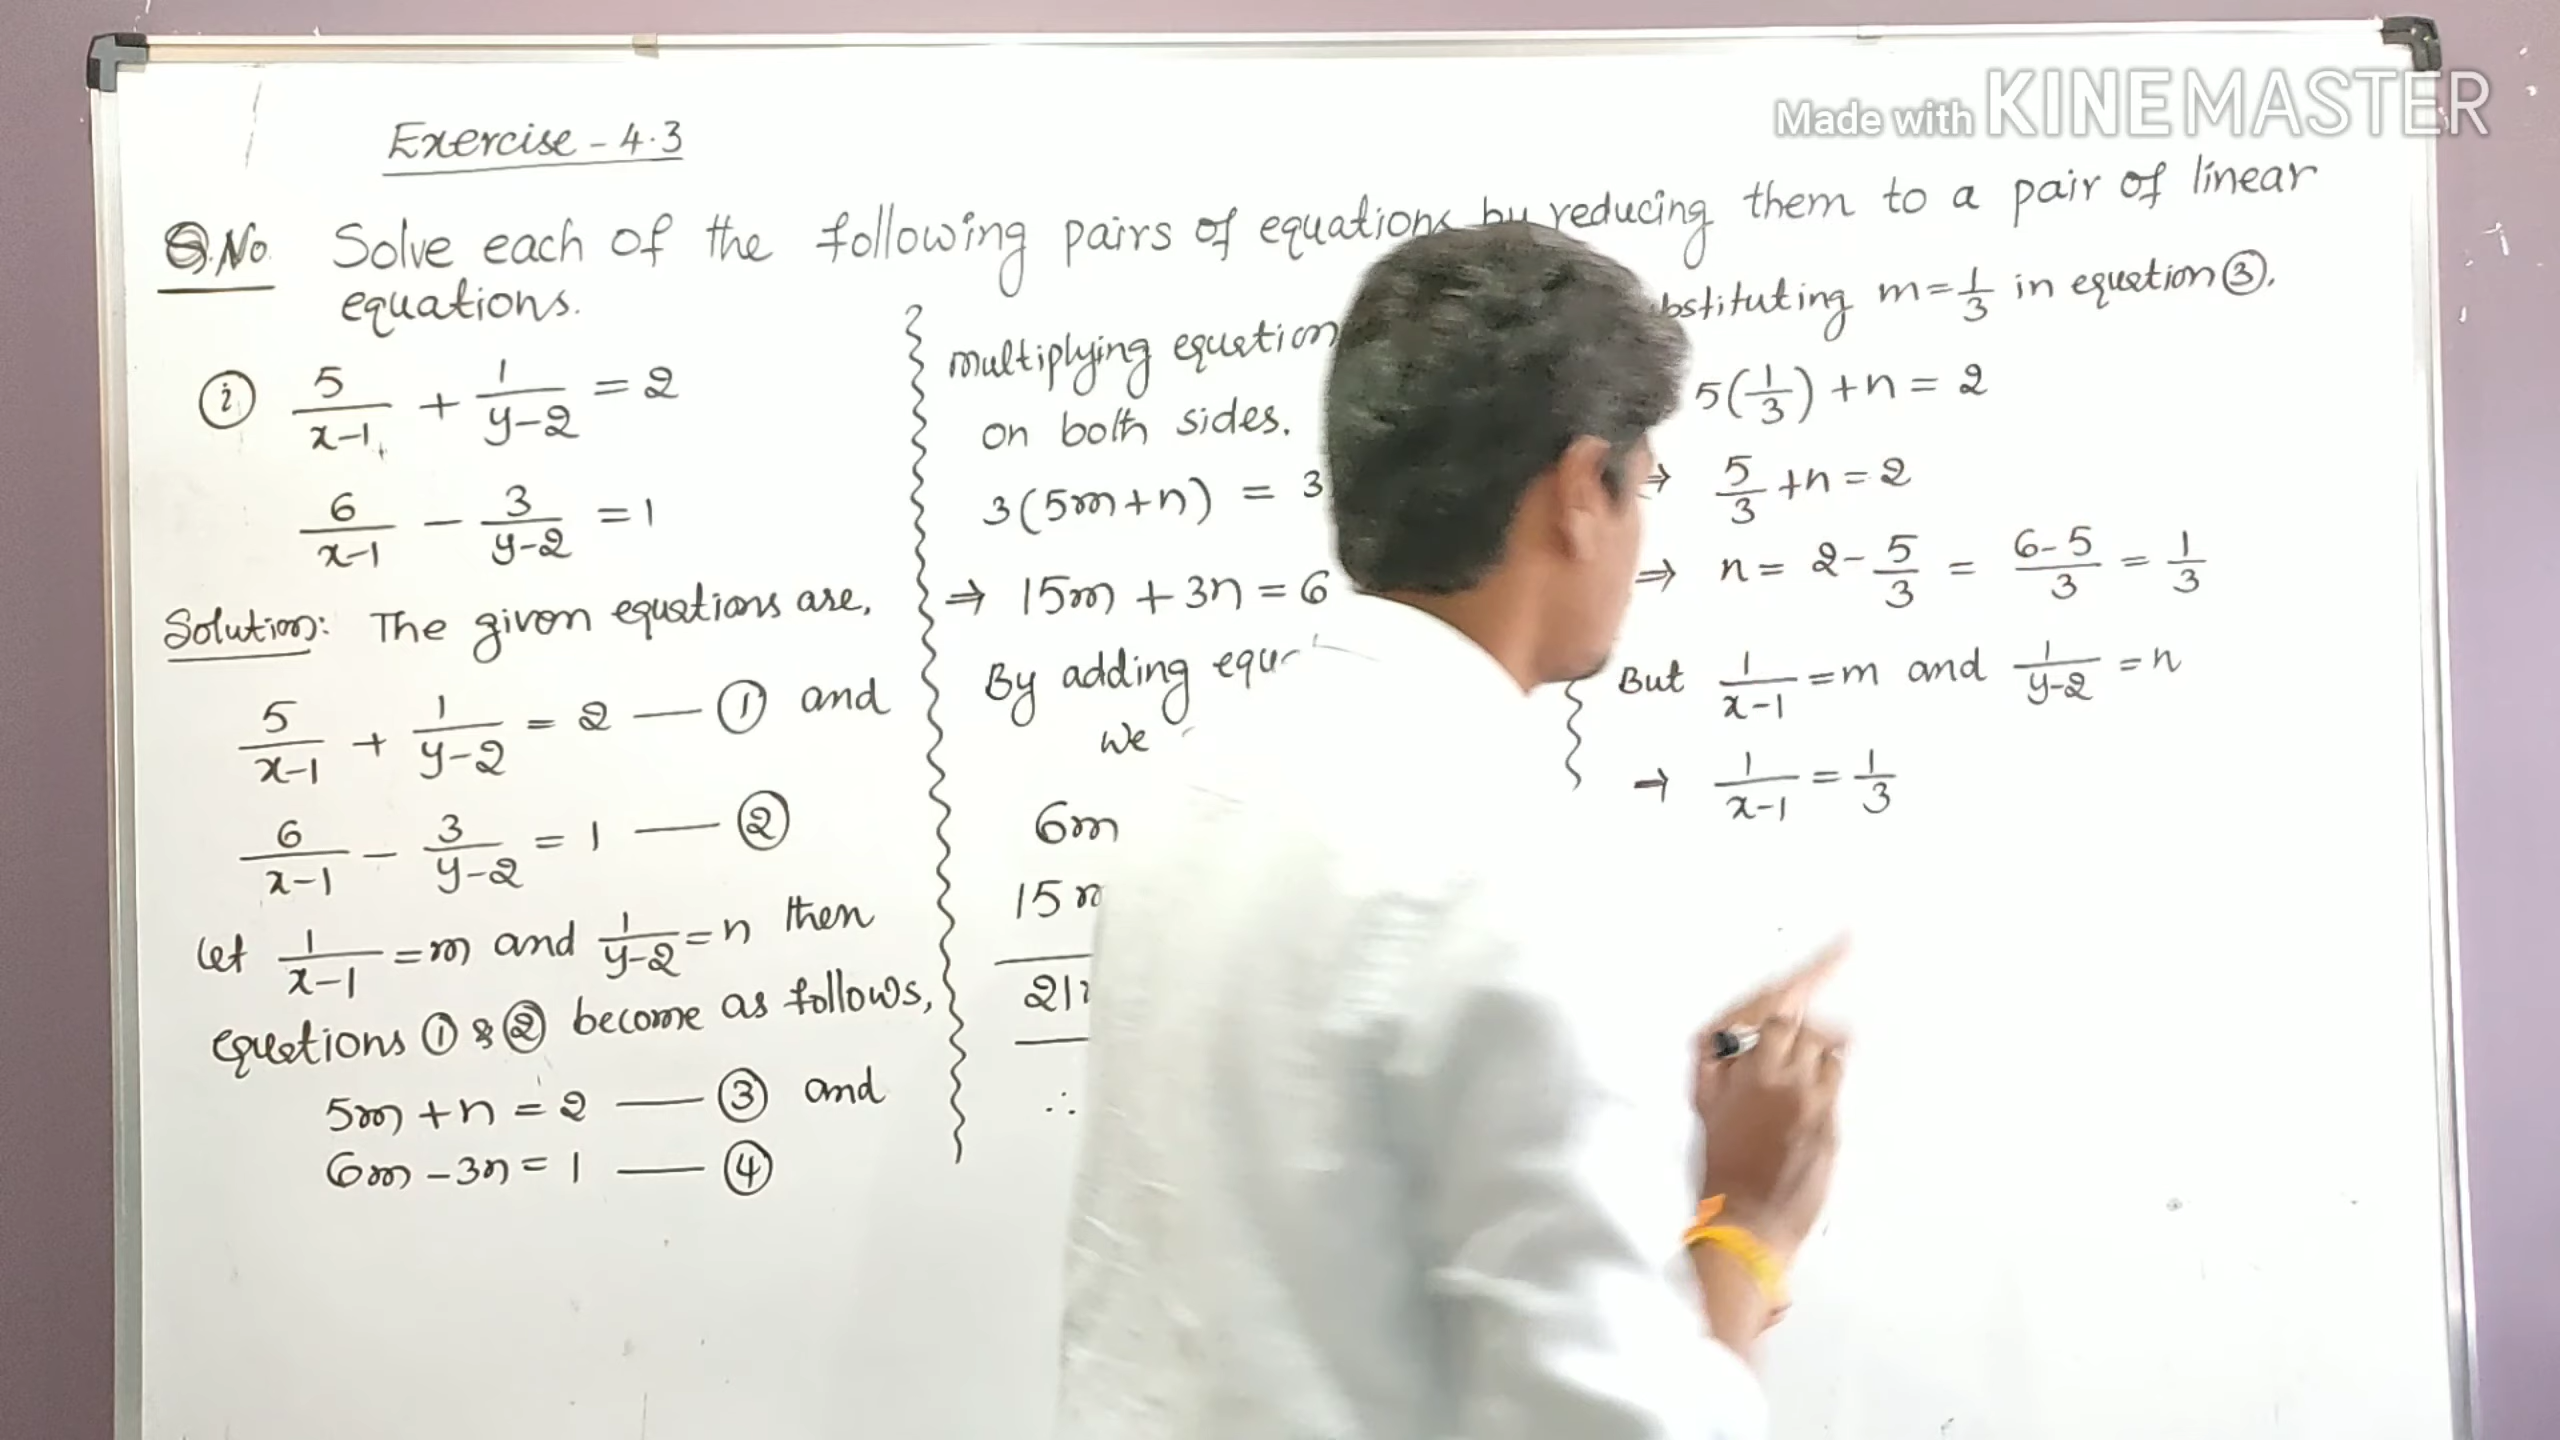 Made with KINEMASTER
Exercise - 4.3
Q.No. Solve each of the following pairs of equations by reducing them to a pair of linear
equations.
(i) 5/(x-1) + 1/(y-2) = 2
6/(x-1) - 3/(y-2) = 1
Solution: The given equations are,
5/(x-1) + 1/(y-2) = 2 — ① and
6/(x-1) - 3/(y-2) = 1 — ②
Let 1/(x-1) = m and 1/(y-2) = n then
equations ① & ② become as follows,
5m + n = 2 — ③ and
6m - 3n = 1 — ④
multiplying equation
on both sides.
3(5m+n) = 3
⇒ 15m + 3n = 6
By adding
we
6m
15
21
∴
m = 1/3 in equation ③.
5(1/3) + n = 2
⇒ 5/3 + n = 2
⇒ n = 2 - 5/3 = (6-5)/3 = 1/3
But 1/(x-1) = m and 1/(y-2) = n
⇒ 1/(x-1) = 1/3